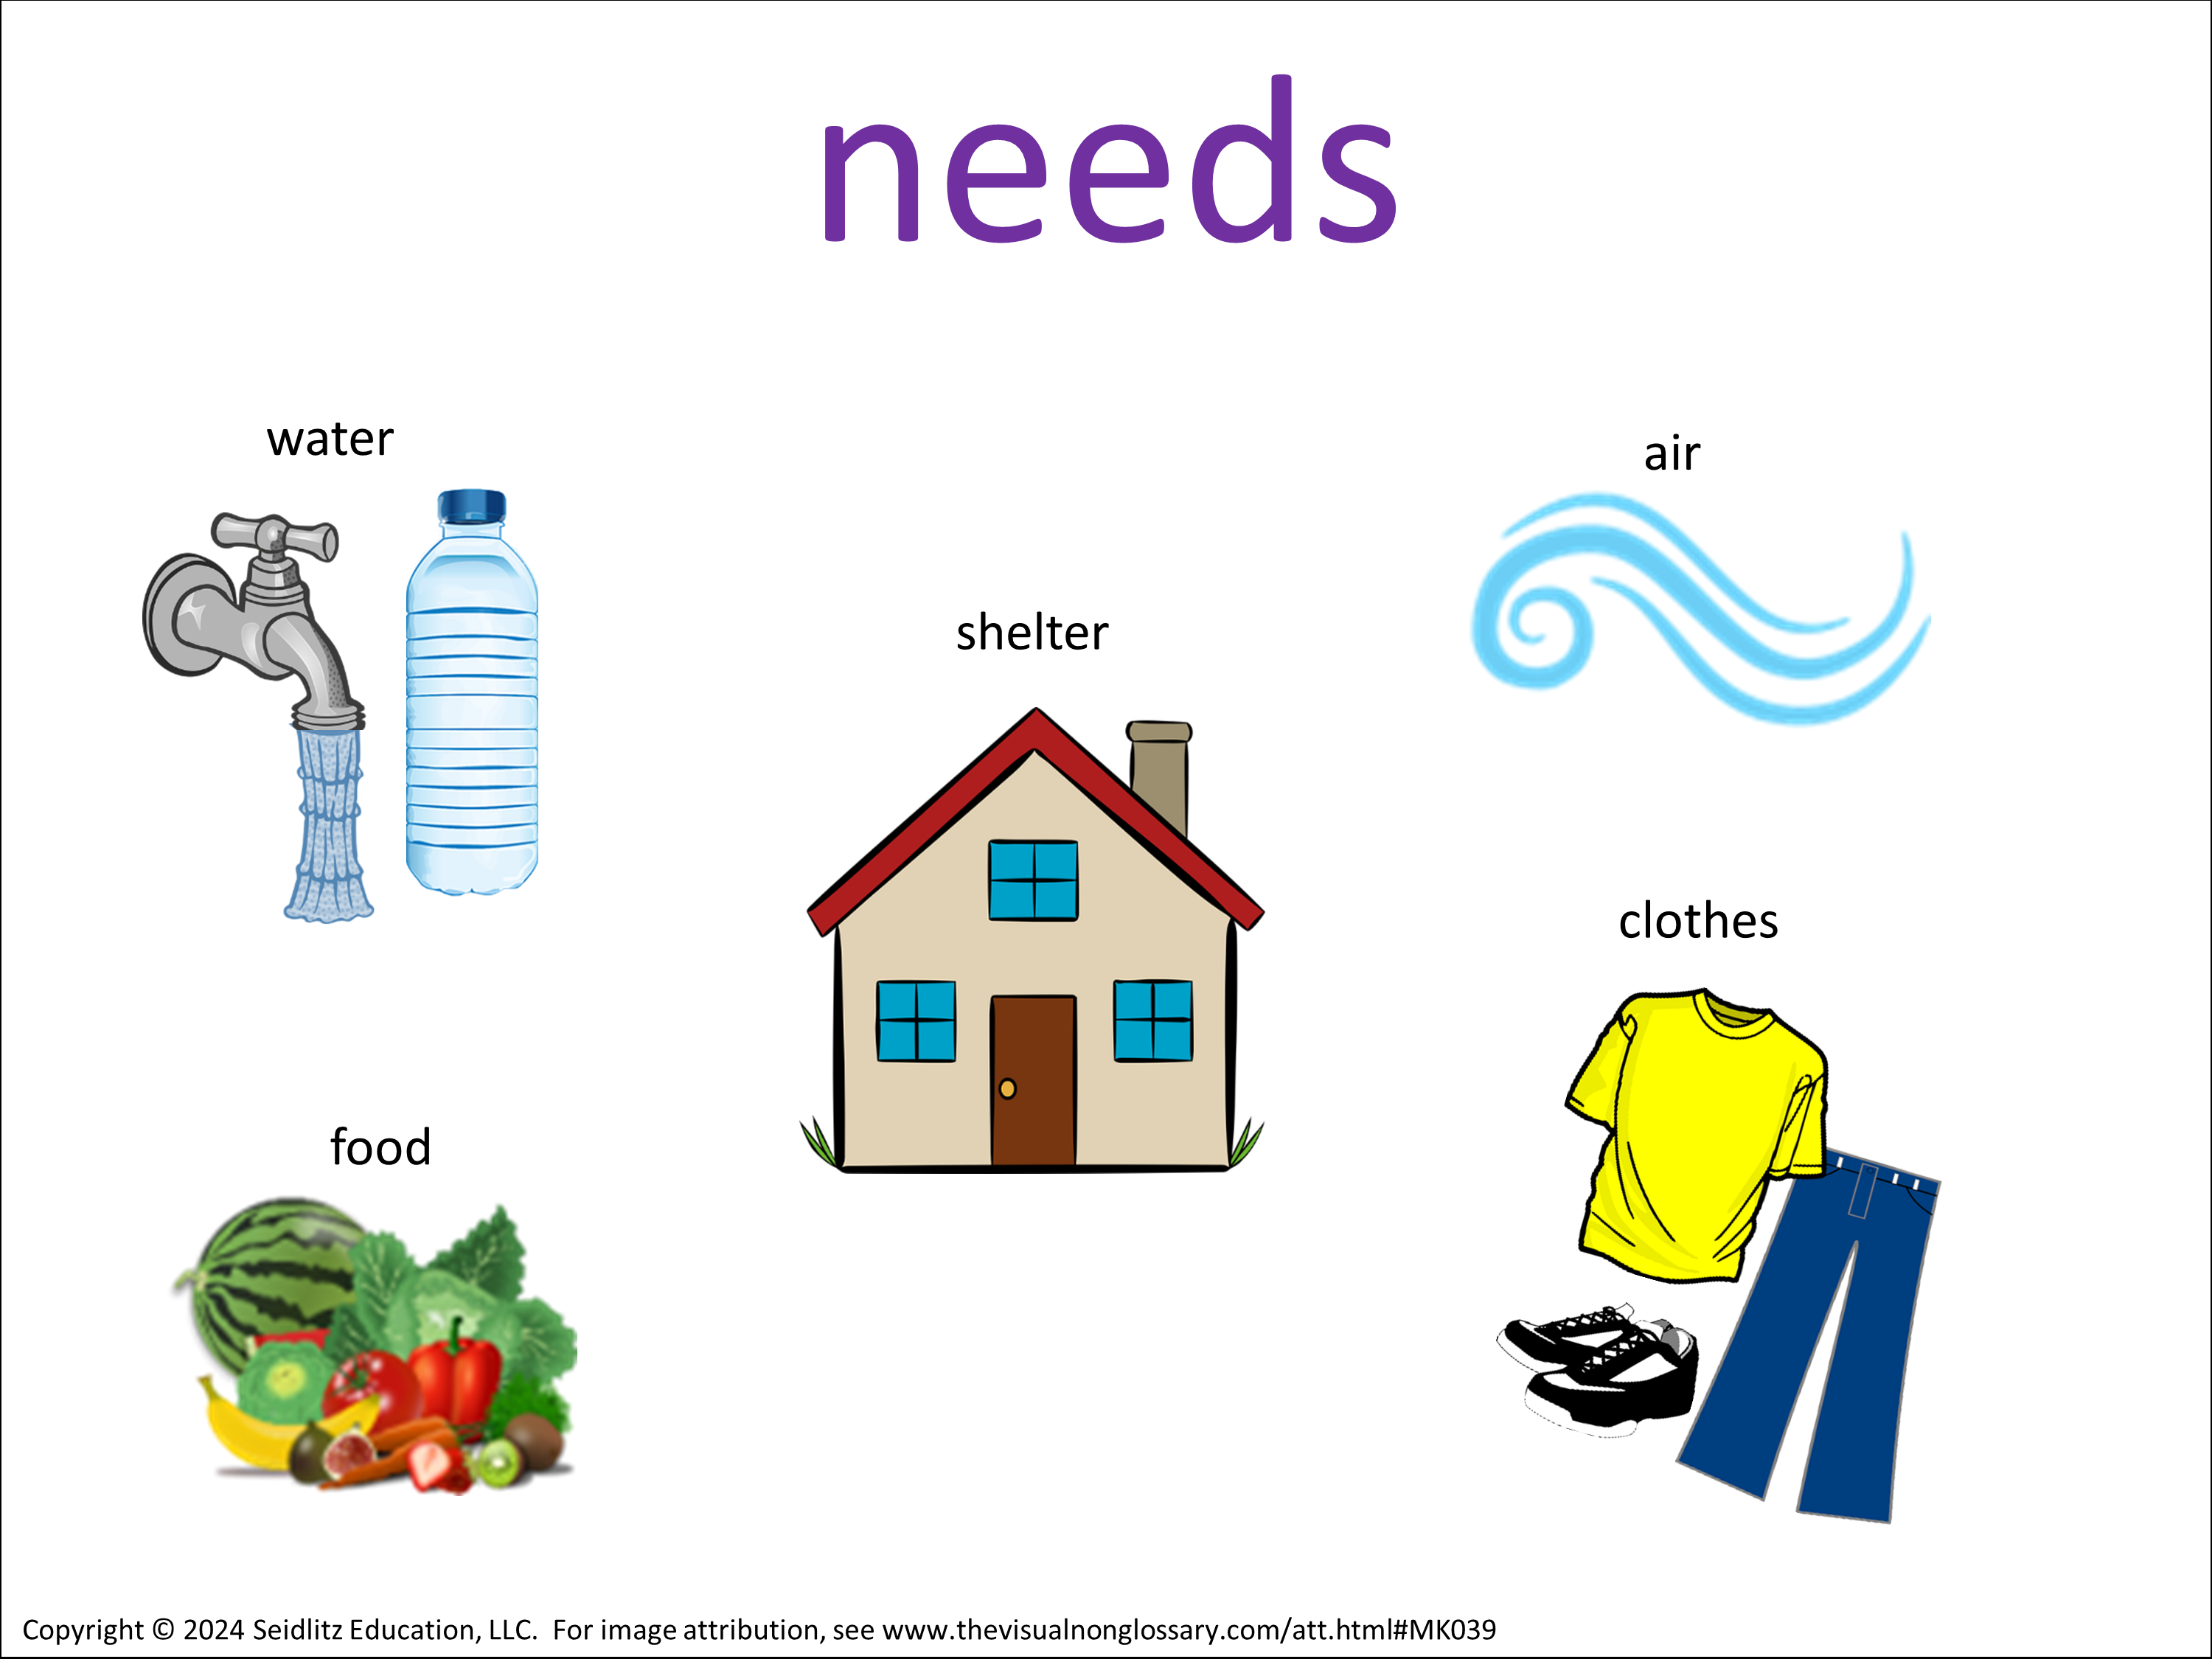 needs
water
air
shelter
clothes
food
Copyright © 2024 Seidlitz Education, LLC.  For image attribution, see www.thevisualnonglossary.com/att.html#MK039